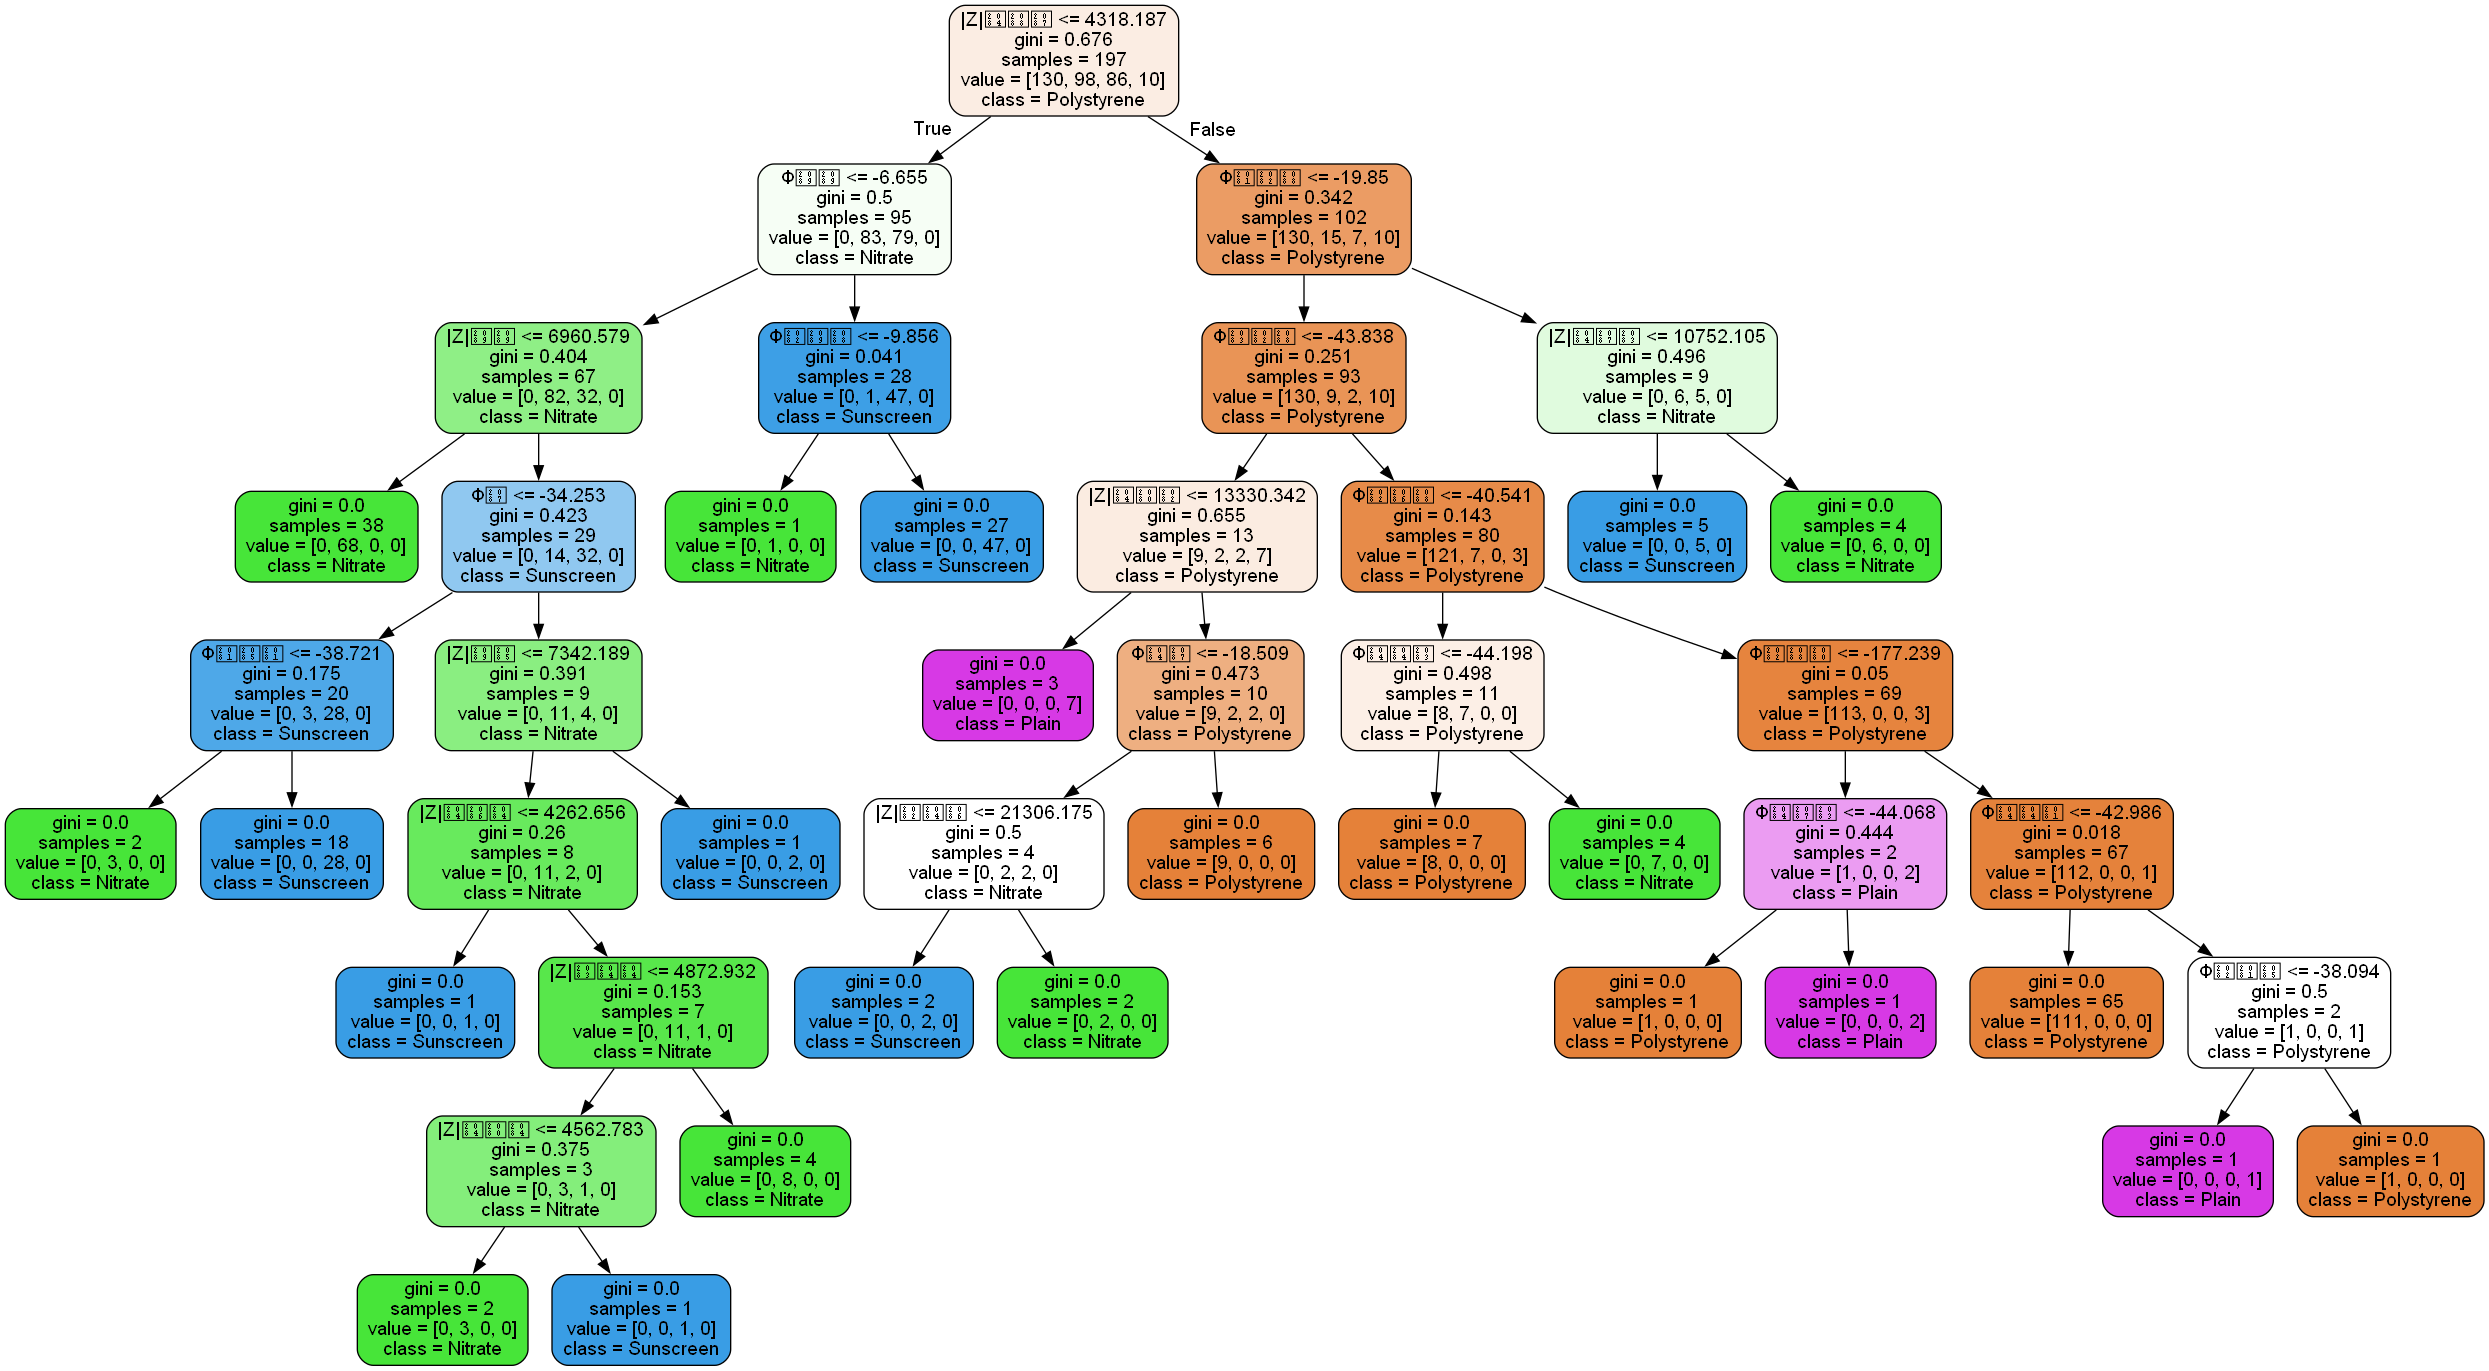 |Z| <= 4318.187
gini = 0.676
samples = 197
value = [130, 98, 86, 10]
class = Polystyrene
True
False
Φ <= -6.655
gini = 0.5
samples = 95
value = [0, 83, 79, 0]
class = Nitrate
Φ <= -19.85
gini = 0.342
samples = 102
value = [130, 15, 7, 10]
class = Polystyrene
|Z| <= 6960.579
gini = 0.404
samples = 67
value = [0, 82, 32, 0]
class = Nitrate
Φ <= -9.856
gini = 0.041
samples = 28
value = [0, 1, 47, 0]
class = Sunscreen
Φ <= -43.838
gini = 0.251
samples = 93
value = [130, 9, 2, 10]
class = Polystyrene
|Z| <= 10752.105
gini = 0.496
samples = 9
value = [0, 6, 5, 0]
class = Nitrate
gini = 0.0
samples = 38
value = [0, 68, 0, 0]
class = Nitrate
Φ <= -34.253
gini = 0.423
samples = 29
value = [0, 14, 32, 0]
class = Sunscreen
gini = 0.0
samples = 1
value = [0, 1, 0, 0]
class = Nitrate
gini = 0.0
samples = 27
value = [0, 0, 47, 0]
class = Sunscreen
|Z| <= 13330.342
gini = 0.655
samples = 13
value = [9, 2, 2, 7]
class = Polystyrene
Φ <= -40.541
gini = 0.143
samples = 80
value = [121, 7, 0, 3]
class = Polystyrene
gini = 0.0
samples = 5
value = [0, 0, 5, 0]
class = Sunscreen
gini = 0.0
samples = 4
value = [0, 6, 0, 0]
class = Nitrate
Φ <= -38.721
gini = 0.175
samples = 20
value = [0, 3, 28, 0]
class = Sunscreen
|Z| <= 7342.189
gini = 0.391
samples = 9
value = [0, 11, 4, 0]
class = Nitrate
gini = 0.0
samples = 3
value = [0, 0, 0, 7]
class = Plain
Φ <= -18.509
gini = 0.473
samples = 10
value = [9, 2, 2, 0]
class = Polystyrene
Φ <= -44.198
gini = 0.498
samples = 11
value = [8, 7, 0, 0]
class = Polystyrene
Φ <= -177.239
gini = 0.05
samples = 69
value = [113, 0, 0, 3]
class = Polystyrene
gini = 0.0
samples = 2
value = [0, 3, 0, 0]
class = Nitrate
gini = 0.0
samples = 18
value = [0, 0, 28, 0]
class = Sunscreen
|Z| <= 4262.656
gini = 0.26
samples = 8
value = [0, 11, 2, 0]
class = Nitrate
gini = 0.0
samples = 1
value = [0, 0, 2, 0]
class = Sunscreen
|Z| <= 21306.175
gini = 0.5
samples = 4
value = [0, 2, 2, 0]
class = Nitrate
gini = 0.0
samples = 6
value = [9, 0, 0, 0]
class = Polystyrene
gini = 0.0
samples = 7
value = [8, 0, 0, 0]
class = Polystyrene
gini = 0.0
samples = 4
value = [0, 7, 0, 0]
class = Nitrate
Φ <= -44.068
gini = 0.444
samples = 2
value = [1, 0, 0, 2]
class = Plain
Φ <= -42.986
gini = 0.018
samples = 67
value = [112, 0, 0, 1]
class = Polystyrene
gini = 0.0
samples = 1
value = [0, 0, 1, 0]
class = Sunscreen
|Z| <= 4872.932
gini = 0.153
samples = 7
value = [0, 11, 1, 0]
class = Nitrate
gini = 0.0
samples = 2
value = [0, 0, 2, 0]
class = Sunscreen
gini = 0.0
samples = 2
value = [0, 2, 0, 0]
class = Nitrate
gini = 0.0
samples = 1
value = [1, 0, 0, 0]
class = Polystyrene
gini = 0.0
samples = 1
value = [0, 0, 0, 2]
class = Plain
gini = 0.0
samples = 65
value = [111, 0, 0, 0]
class = Polystyrene
Φ <= -38.094
gini = 0.5
samples = 2
value = [1, 0, 0, 1]
class = Polystyrene
|Z| <= 4562.783
gini = 0.375
samples = 3
value = [0, 3, 1, 0]
class = Nitrate
gini = 0.0
samples = 4
value = [0, 8, 0, 0]
class = Nitrate
gini = 0.0
samples = 1
value = [0, 0, 0, 1]
class = Plain
gini = 0.0
samples = 1
value = [1, 0, 0, 0]
class = Polystyrene
gini = 0.0
samples = 2
value = [0, 3, 0, 0]
class = Nitrate
gini = 0.0
samples = 1
value = [0, 0, 1, 0]
class = Sunscreen